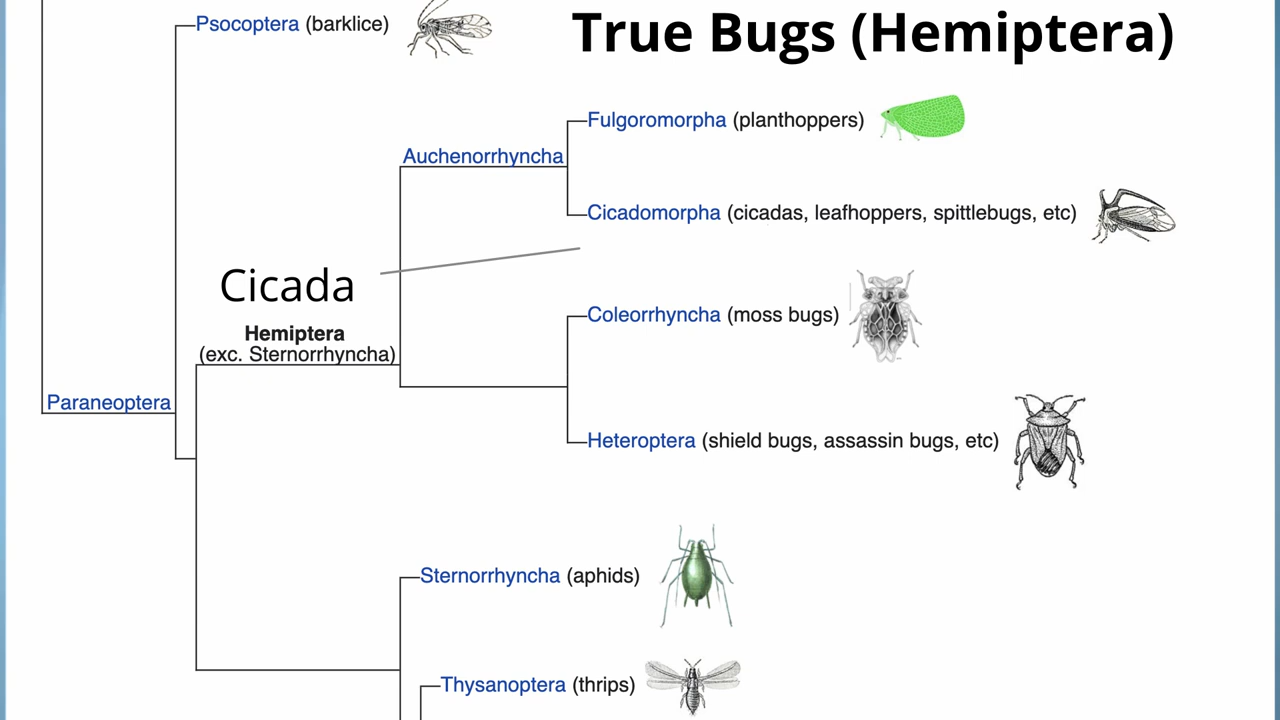 Psocoptera (barklice)
True Bugs (Hemiptera)
Fulgoromorpha (planthoppers)
Auchenorrhyncha
Cicadomorpha (cicadas, leafhoppers, spittlebugs, etc)
Cicada
Coleorrhyncha (moss bugs)
Hemiptera
(exc. Sternorrhyncha)
Paraneoptera
Heteroptera (shield bugs, assassin bugs, etc)
Sternorrhyncha (aphids)
Thysanoptera (thrips)